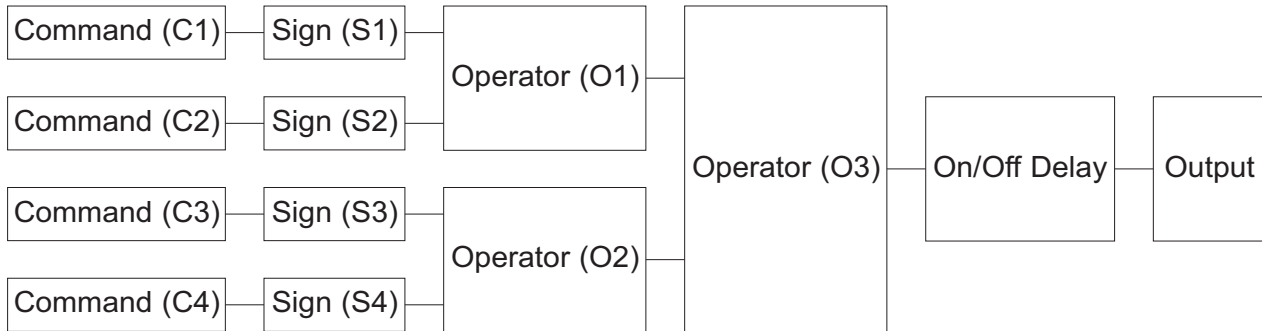 Command (C1)
Sign (S1)
Operator (O1)
Command (C2)
Sign (S2)
Operator (O3)
On/Off Delay
Output
Command (C3)
Sign (S3)
Operator (O2)
Command (C4)
Sign (S4)